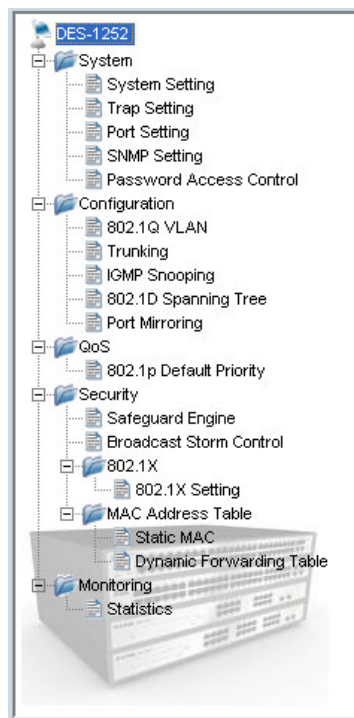 DES-1252
System
System Setting
Trap Setting
Port Setting
SNMP Setting
Password Access Control
Configuration
802.1Q VLAN
Trunking
IGMP Snooping
802.1D Spanning Tree
Port Mirroring
QoS
802.1p Default Priority
Security
Safeguard Engine
Broadcast Storm Control
802.1X
802.1X Setting
MAC Address Table
Static MAC
Dynamic Forwarding Table
Monitoring
Statistics